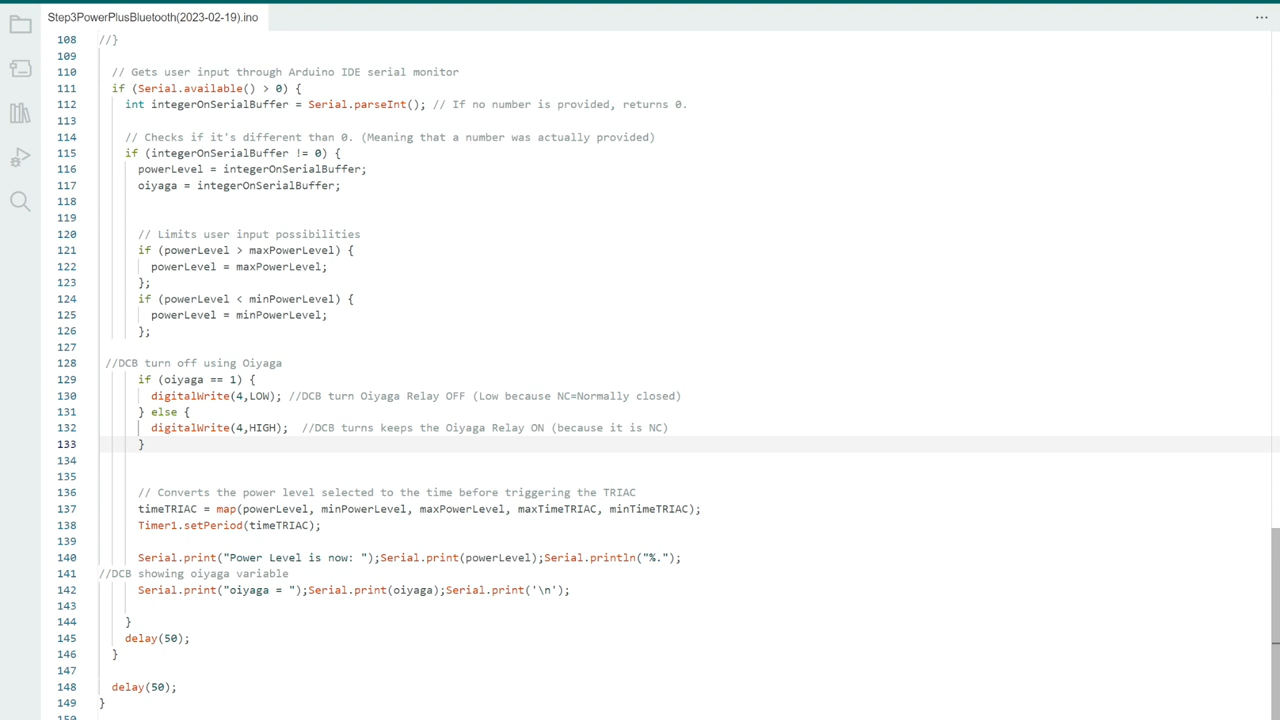 Step3PowerPlusBluetooth(2023-02-19).ino
108 //}
109
110 // Gets user input through Arduino IDE serial monitor
111 if (Serial.available() > 0) {
112 int integerOnSerialBuffer = Serial.parseInt(); // If no number is provided, returns 0.
113
114 // Checks if it's different than 0. (Meaning that a number was actually provided)
115 if (integerOnSerialBuffer != 0) {
116 powerLevel = integerOnSerialBuffer;
117 oiyaga = integerOnSerialBuffer;
118
119
120 // Limits user input possibilities
121 if (powerLevel > maxPowerLevel) {
122 powerLevel = maxPowerLevel;
123 };
124 if (powerLevel < minPowerLevel) {
125 powerLevel = minPowerLevel;
126 };
127
128 //DCB turn off using Oiyaga
129 if (oiyaga == 1) {
130 digitalWrite(4,LOW); //DCB turn Oiyaga Relay OFF (Low because NC=Normally closed)
131 } else {
132 digitalWrite(4,HIGH); //DCB turns keeps the Oiyaga Relay ON (because it is NC)
133 }
134
135
136 // Converts the power level selected to the time before triggering the TRIAC
137 timeTRIAC = map(powerLevel, minPowerLevel, maxPowerLevel, maxTimeTRIAC, minTimeTRIAC);
138 Timer1.setPeriod(timeTRIAC);
139
140 Serial.print("Power Level is now: ");Serial.print(powerLevel);Serial.println("%.");
141 //DCB showing oiyaga variable
142 Serial.print("oiyaga = ");Serial.print(oiyaga);Serial.print('\n');
143
144 }
145 delay(50);
146 }
147
148 delay(50);
149 }
150